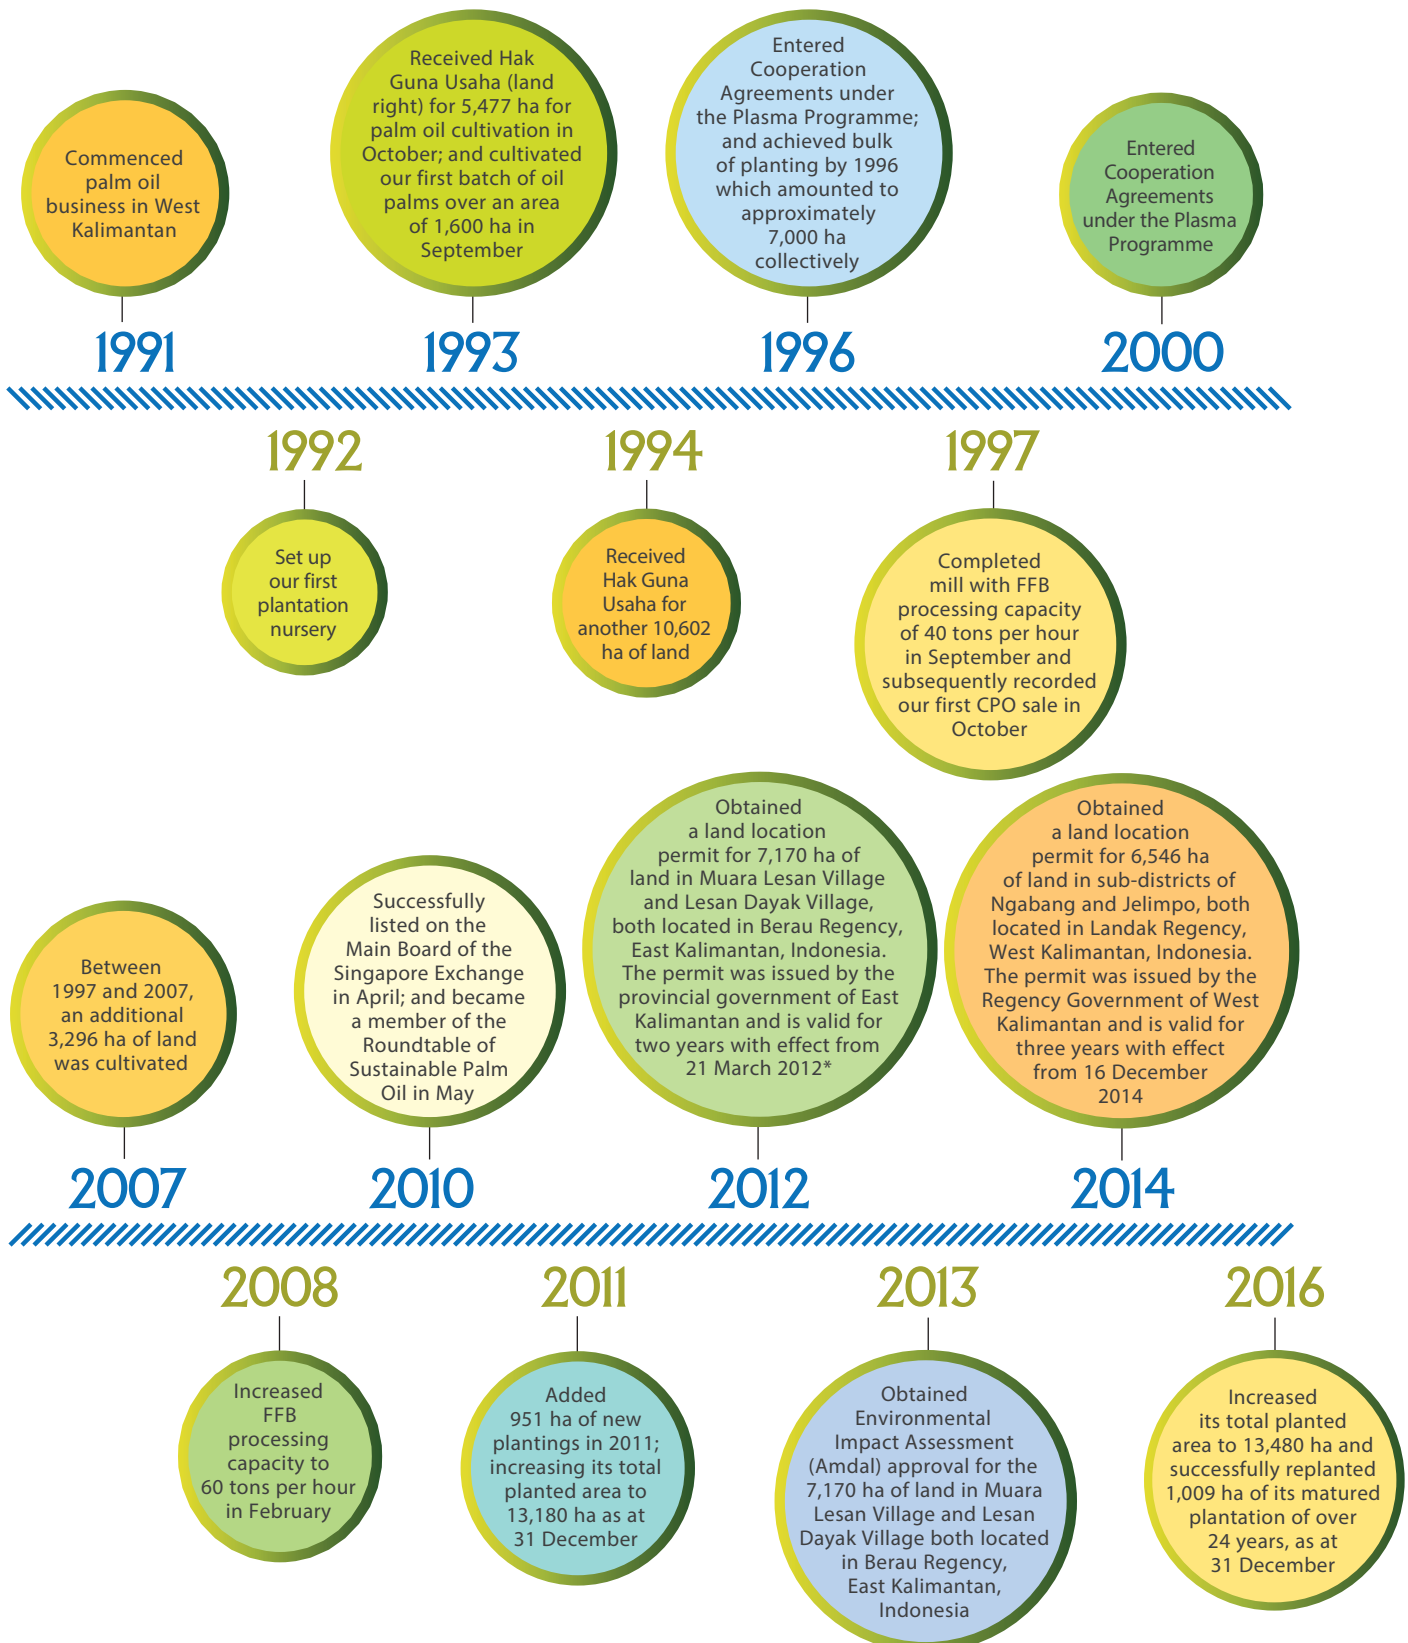 Commenced
palm oil
business in West
Kalimantan
1991
Received Hak
Guna Usaha (land
right) for 5,477 ha for
palm oil cultivation in
October; and cultivated
our first batch of oil
palms over an area
of 1,600 ha in
September
1993
Entered
Cooperation
Agreements under
the Plasma Programme;
and achieved bulk
of planting by 1996
which amounted to
approximately
7,000 ha
collectively
1996
Entered
Cooperation
Agreements
under the Plasma
Programme
2000
1992
Set up
our first
plantation
nursery
1994
Received
Hak Guna
Usaha for
another 10,602
ha of land
1997
Completed
mill with FFB
processing capacity
of 40 tons per hour
in September and
subsequently recorded
our first CPO sale in
October
Between
1997 and 2007,
an additional
3,296 ha of land
was cultivated
2007
Successfully
listed on the
Main Board of the
Singapore Exchange
in April; and became
a member of the
Roundtable of
Sustainable Palm
Oil in May
2010
Obtained
a land location
permit for 7,170 ha of
land in Muara Lesan Village
and Lesan Dayak Village,
both located in Berau Regency,
East Kalimantan, Indonesia.
The permit was issued by the
provincial government of East
Kalimantan and is valid for
two years with effect from
21 March 2012*
2012
Obtained
a land location
permit for 6,546 ha
of land in sub-districts of
Ngabang and Jelimpo, both
located in Landak Regency,
West Kalimantan, Indonesia.
The permit was issued by the
Regency Government of West
Kalimantan and is valid for
three years with effect
from 16 December
2014
2014
2008
Increased
FFB
processing
capacity to
60 tons per hour
in February
2011
Added
951 ha of new
plantings in 2011;
increasing its total
planted area to
13,180 ha as at
31 December
2013
Obtained
Environmental
Impact Assessment
(Amdal) approval for the
7,170 ha of land in Muara
Lesan Village and Lesan
Dayak Village both located
in Berau Regency,
East Kalimantan,
Indonesia
2016
Increased
its total planted
area to 13,480 ha and
successfully replanted
1,009 ha of its matured
plantation of over
24 years, as at
31 December